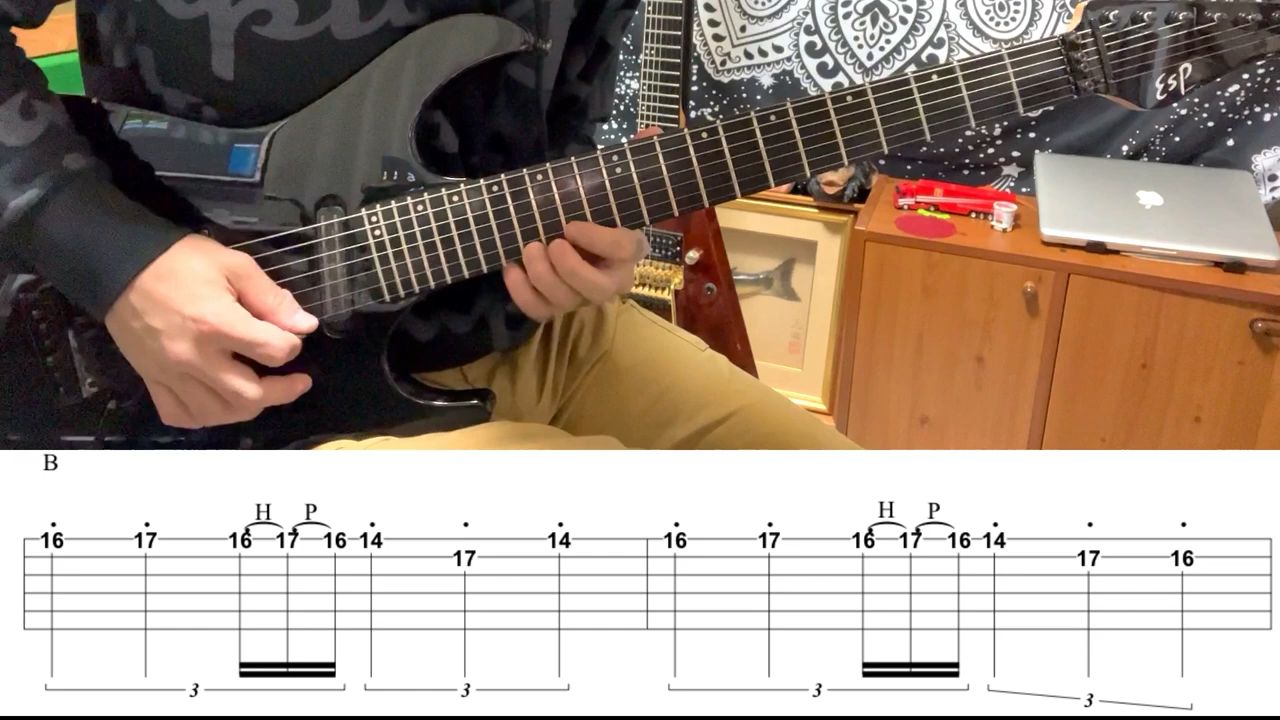 ESP
B
H P H P
16 17 16 17 16 14 14 16 17 16 17 16 14
17 17 16
3 3 3 3